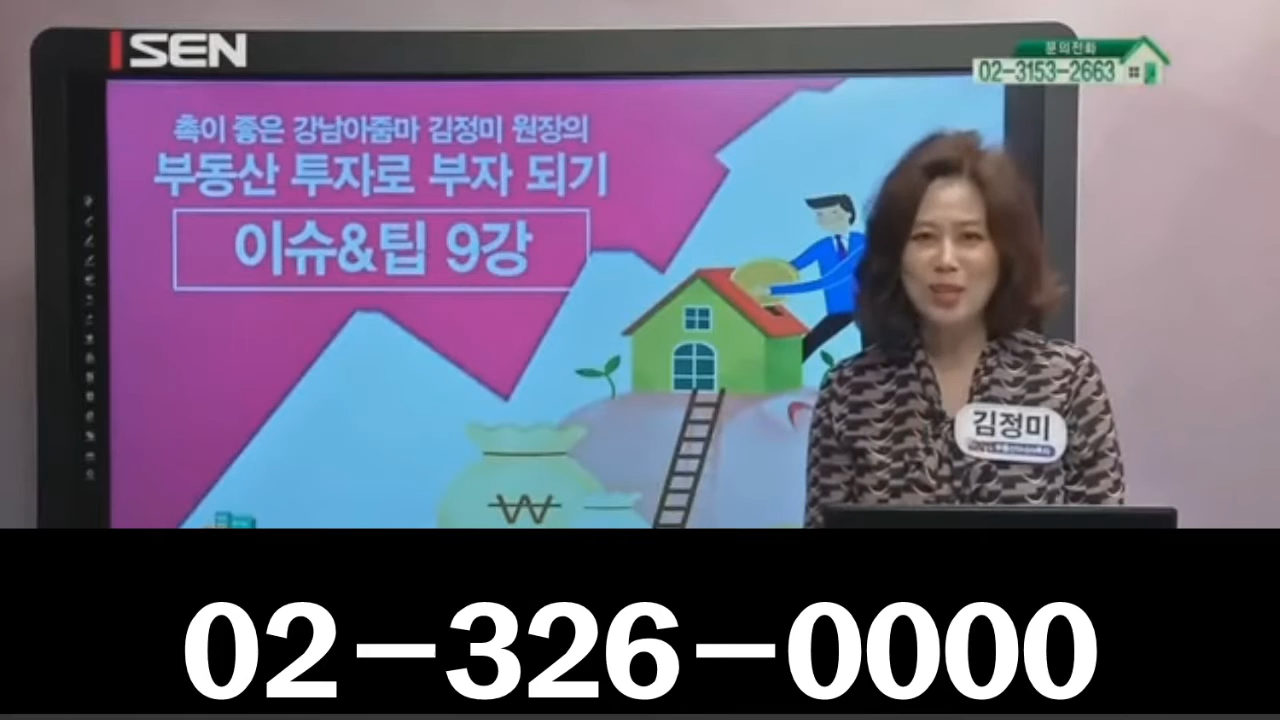 SEN
문의전화
02-3153-2663
촉이 좋은 강남아줌마 김정미 원장의
부동산 투자로 부자 되기
이슈&팁 9강
₩
김정미
02-326-0000